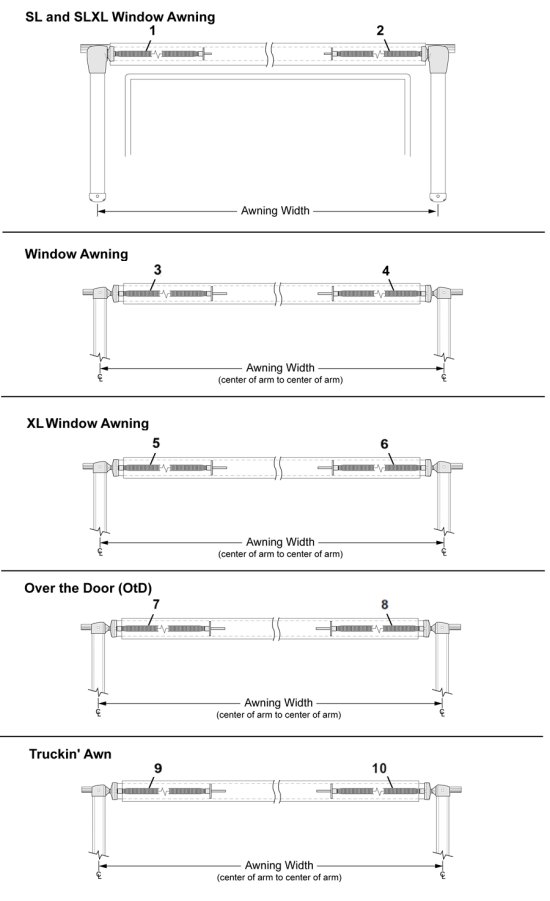 SL and SLXL Window Awning
1 2
Awning Width
Window Awning
3 4
Awning Width
(center of arm to center of arm)
℄ ℄
XL Window Awning
5 6
Awning Width
(center of arm to center of arm)
℄ ℄
Over the Door (OtD)
7 8
Awning Width
(center of arm to center of arm)
℄ ℄
Truckin' Awn
9 10
Awning Width
(center of arm to center of arm)
℄ ℄